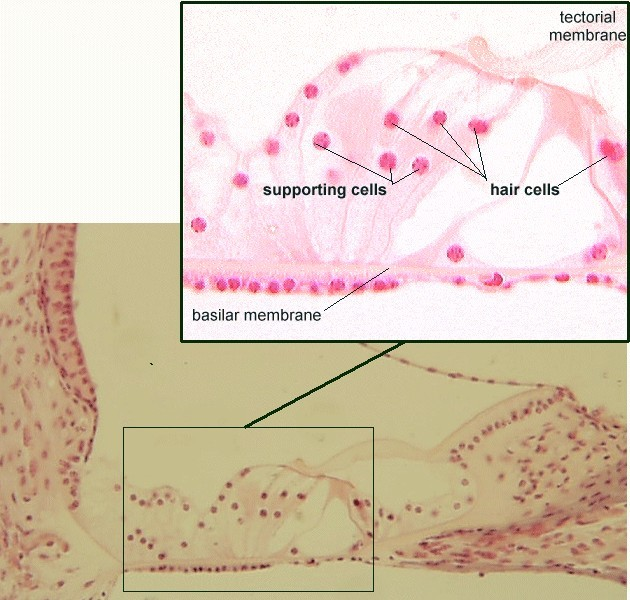 tectorial
membrane
supporting cells
hair cells
basilar membrane